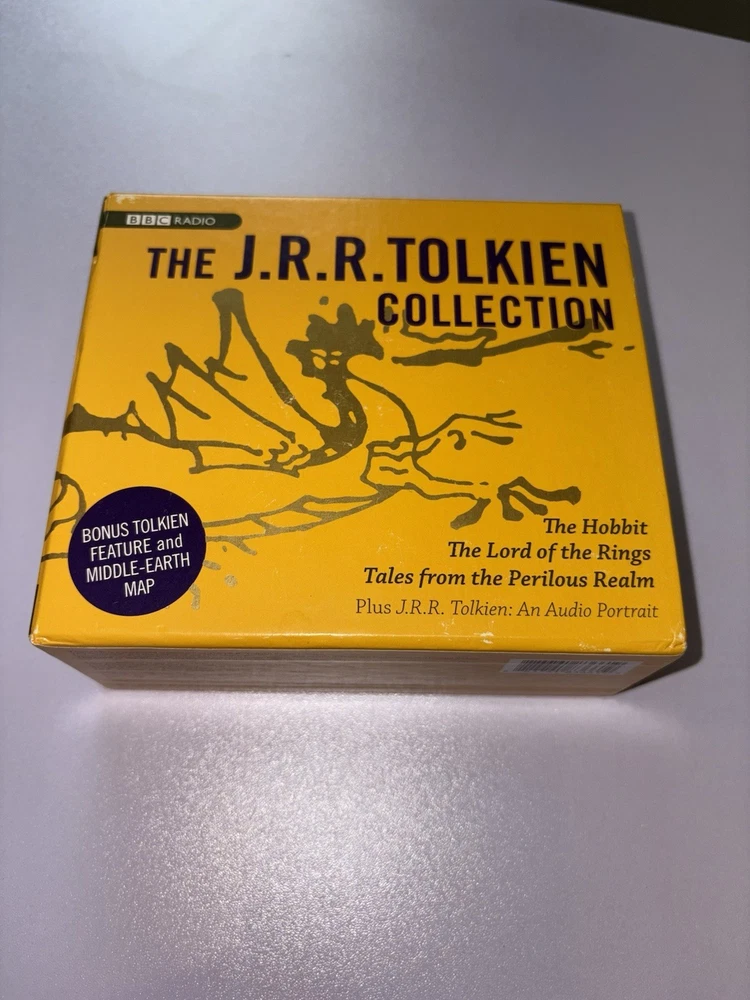 BBC RADIO
THE J.R.R. TOLKIEN
COLLECTION
The Hobbit
The Lord of the Rings
Tales from the Perilous Realm
Plus J.R.R. Tolkien: An Audio Portrait
BONUS TOLKIEN
FEATURE and
MIDDLE-EARTH
MAP